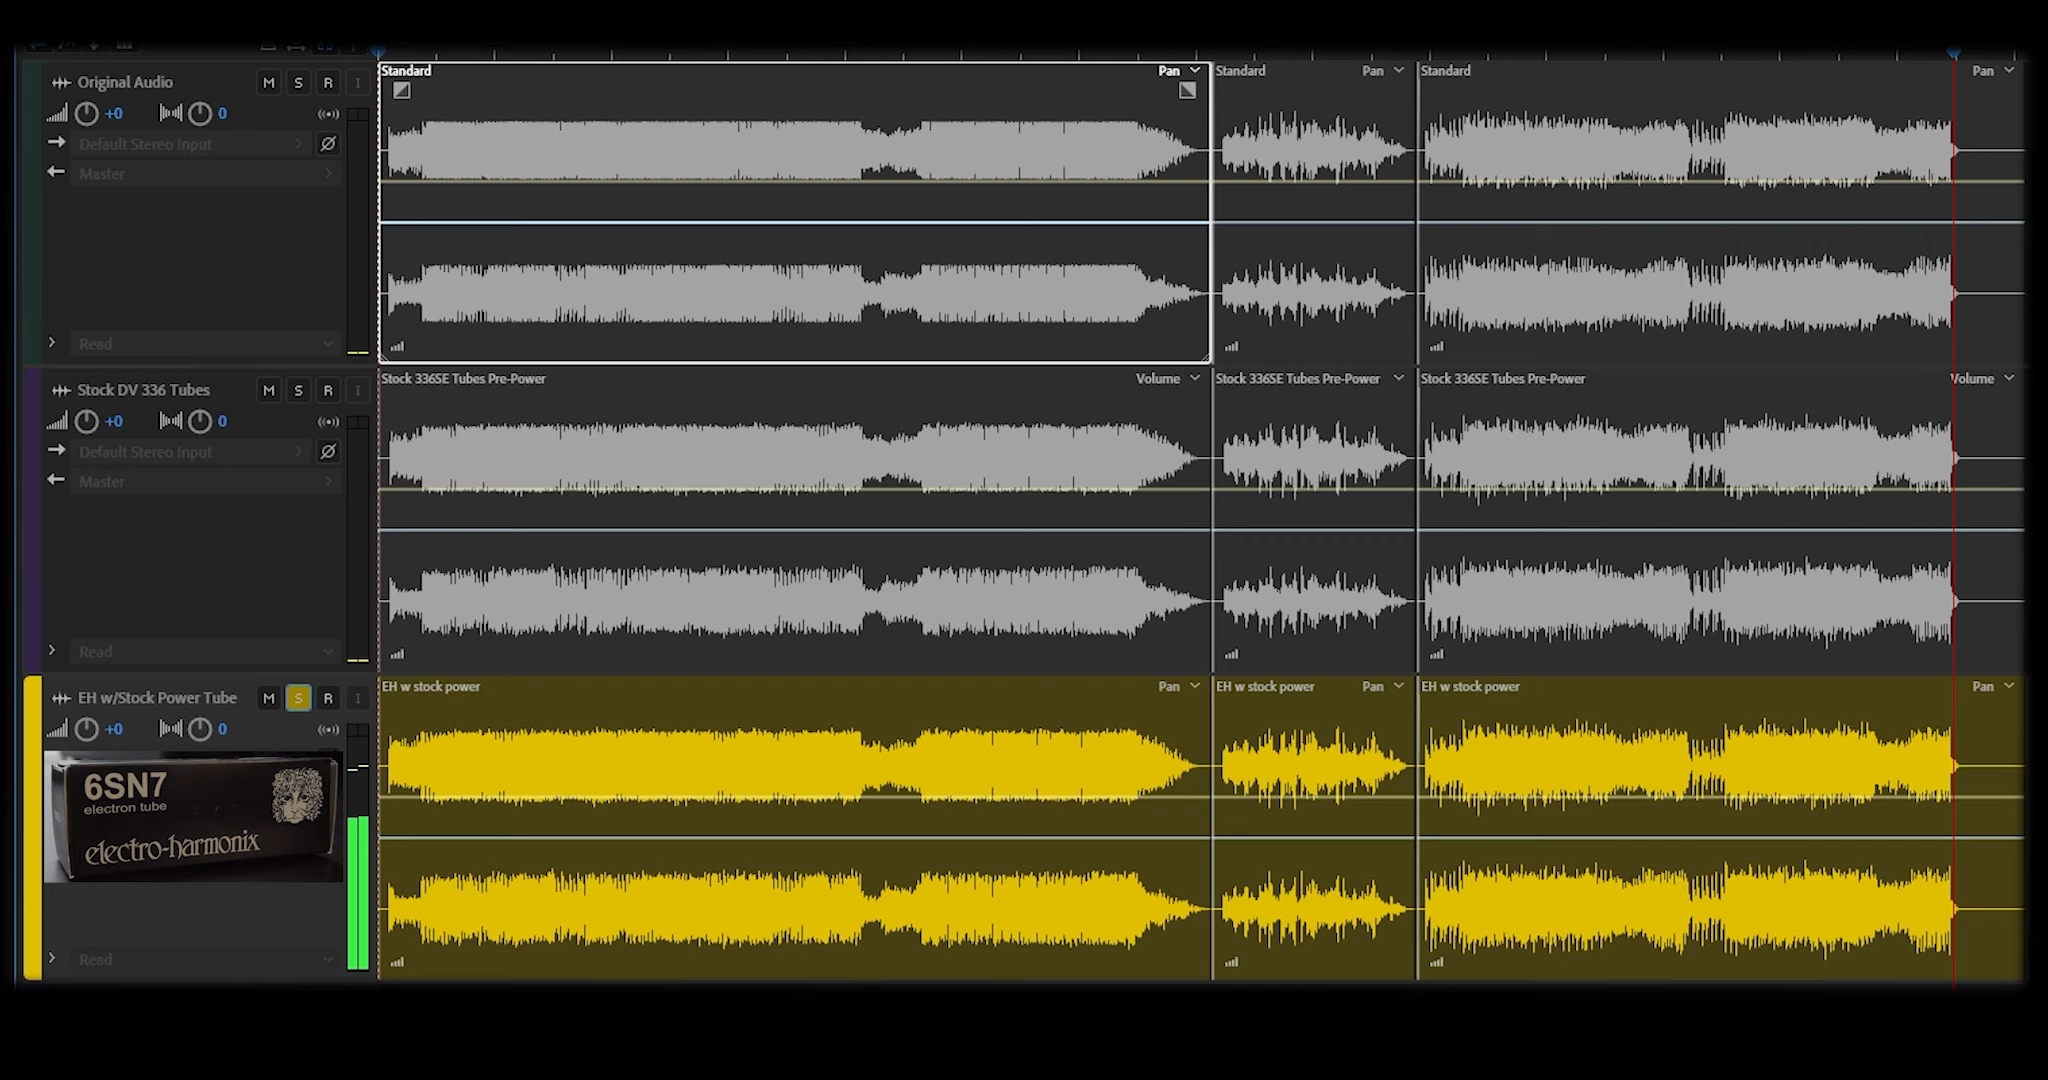 Standard Pan Standard Pan Standard Pan
Original Audio M S R I
+0 0
Default Stereo Input
Master
Read
Stock 336SE Tubes Pre-Power Volume Stock 336SE Tubes Pre-Power Stock 336SE Tubes Pre-Power Volume
Stock DV 336 Tubes M S R I
+0 0
Default Stereo Input
Master
Read
EH w stock power Pan EH w stock power Pan EH w stock power Pan
EH w/Stock Power Tube M S R I
+0 0
6SN7
electron tube
electro-harmonix
Read